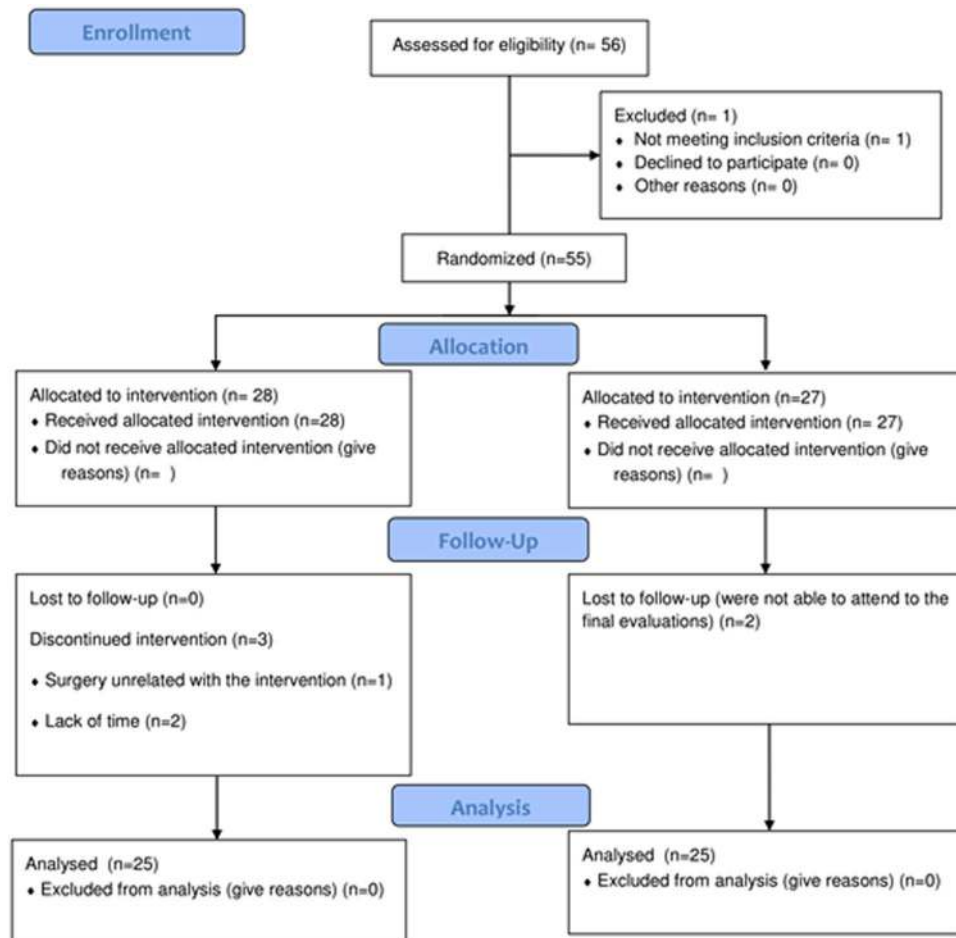 Enrollment
Assessed for eligibility (n= 56)
Excluded (n= 1)
♦ Not meeting inclusion criteria (n= 1)
♦ Declined to participate (n= 0)
♦ Other reasons (n= 0)
Randomized (n=55)
Allocation
Allocated to intervention (n= 28)
♦ Received allocated intervention (n=28)
♦ Did not receive allocated intervention (give
reasons) (n=  )
Allocated to intervention (n=27)
♦ Received allocated intervention (n= 27)
♦ Did not receive allocated intervention (give
reasons) (n=  )
Follow-Up
Lost to follow-up (n=0)
Discontinued intervention (n=3)
♦ Surgery unrelated with the intervention (n=1)
♦ Lack of time (n=2)
Lost to follow-up (were not able to attend to the
final evaluations) (n=2)
Analysis
Analysed (n=25)
♦ Excluded from analysis (give reasons) (n=0)
Analysed (n=25)
♦ Excluded from analysis (give reasons) (n=0)